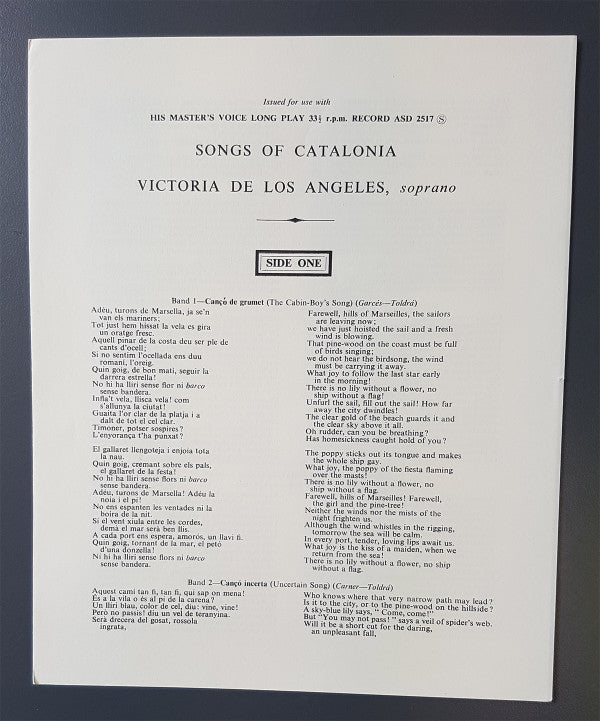 Issued for use with
HIS MASTER'S VOICE LONG PLAY 33⅓ r.p.m. RECORD ASD 2517 Ⓢ
SONGS OF CATALONIA
VICTORIA DE LOS ANGELES, soprano
SIDE ONE
Band 1—Cançó de grumet (The Cabin-Boy's Song) (Garcés—Toldrá)
Adéu, turons de Marsella, ja se'n
van els mariners;
Tot just hem hissat la vela es gira
un oratge fresc.
Aquell pinar de la costa deu ser ple de
cants d'ocell;
Si no sentim l'ocellada ens duu
romaní, l'oreig.
Quin goig, de bon matí, seguir la
darrera estrella!
No hi ha lliri sense flor ni barco
sense bandera.
Infla't vela, llisca vela! com
s'allunya la ciutat!
Guaita l'or clar de la platja i a
dalt de tot el cel clar.
Timoner, potser sospires?
L'enyorança t'ha punxat?
El gallaret llengoteja i enjoia tota
la nau.
Quin goig, cremant sobre els pals,
el gallaret de la festa!
No hi ha lliri sense flors ni barco
sense bandera.
Adéu, turons de Marsella! Adéu la
noia i el pi!
No ens espanten les ventades ni la
boira de la nit.
Si el vent xiula entre les cordes,
demà el mar serà ben llis.
A cada port ens espera, amorós, un llavi fi.
Quin goig, tornant de la mar, el petó
d'una donzella!
Ni hi ha lliri sense flors ni barco
sense bandera.
Farewell, hills of Marseilles, the sailors
are leaving now;
we have just hoisted the sail and a fresh
wind is blowing.
That pine-wood on the coast must be full
of birds singing;
we do not hear the birdsong, the wind
must be carrying it away.
What joy to follow the last star early
in the morning!
There is no lily without a flower, no
ship without a flag!
Unfurl the sail, fill out the sail! How far
away the city dwindles!
The clear gold of the beach guards it and
the clear sky above it all.
Oh rudder, can you be breathing?
Has homesickness caught hold of you?
The poppy sticks out its tongue and makes
the whole ship gay.
What joy, the poppy of the fiesta flaming
over the masts!
There is no lily without a flower, no
ship without a flag.
Farewell, hills of Marseilles! Farewell,
the girl and the pine-tree!
Neither the winds nor the mists of the
night frighten us.
Although the wind whistles in the rigging,
tomorrow the sea will be calm.
In every port, tender, loving lips await us.
What joy is the kiss of a maiden, when we
return from the sea!
There is no lily without a flower, no ship
without a flag.
Band 2—Cançó incerta (Uncertain Song) (Carner—Toldrá)
Aquest camí tan fi, tan fi, qui sap on mena!
És a la vila o és al pi de la carena?
Un lliri blau, color de cel, diu: vine, vine!
Però no passis! diu un vel de teranyina.
Serà drecera del gosat, rossola
ingrata,
Who knows where that very narrow path may lead?
Is it to the city, or to the pine-wood on the hillside?
A sky-blue lily says, " Come, come!"
But "You may not pass! " says a veil of spider's web.
Will it be a short cut for the daring,
an unpleasant fall,